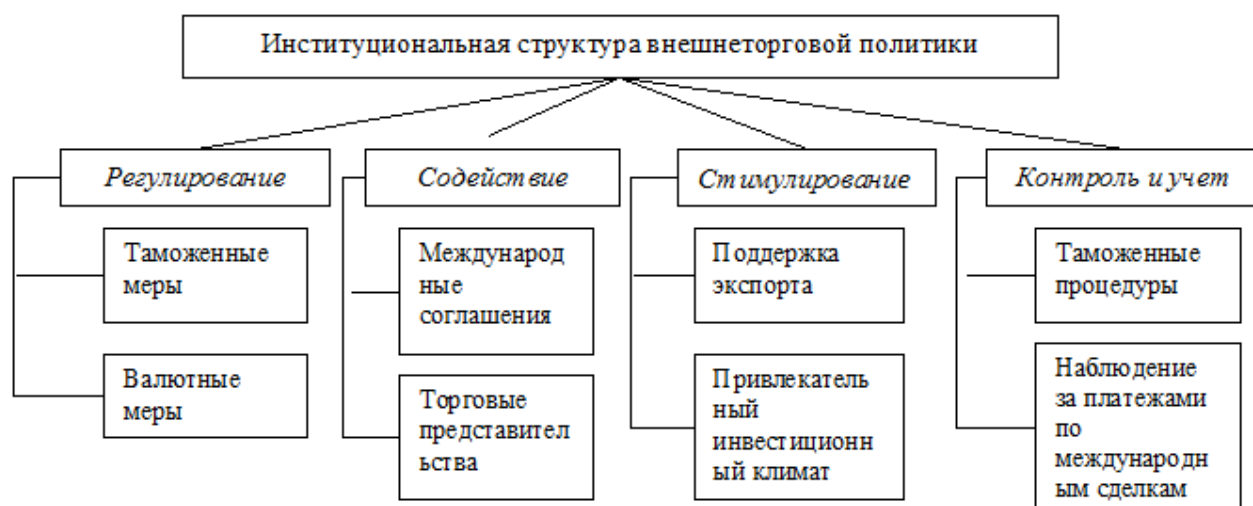 Институциональная структура внешнеторговой политики
Регулирование
Содействие
Стимулирование
Контроль и учет
Таможенные
меры
Валютные
меры
Международ
ные
соглашения
Торговые
представител
ьства
Поддержка
экспорта
Привлекатель
ный
инвестиционн
ый климат
Таможенные
процедуры
Наблюдение
за платежами
по
международн
ым сделкам